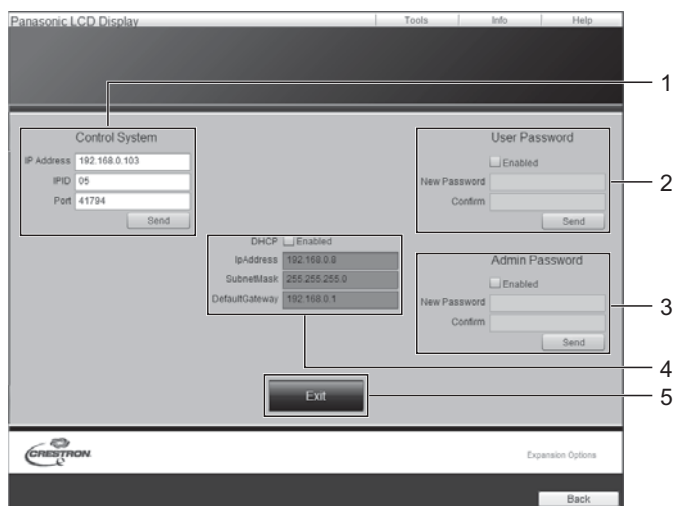 Panasonic LCD Display Tools Info Help
1
Control System
IP Address 192.168.0.103
IPID 05
Port 41794
Send
User Password
Enabled
New Password
Confirm
Send
2
DHCP Enabled
IpAddress 192.168.0.8
SubnetMask 255.255.255.0
DefaultGateway 192.168.0.1
Admin Password
Enabled
New Password
Confirm
Send
3
4
Exit
5
CRESTRON
Expansion Options
Back